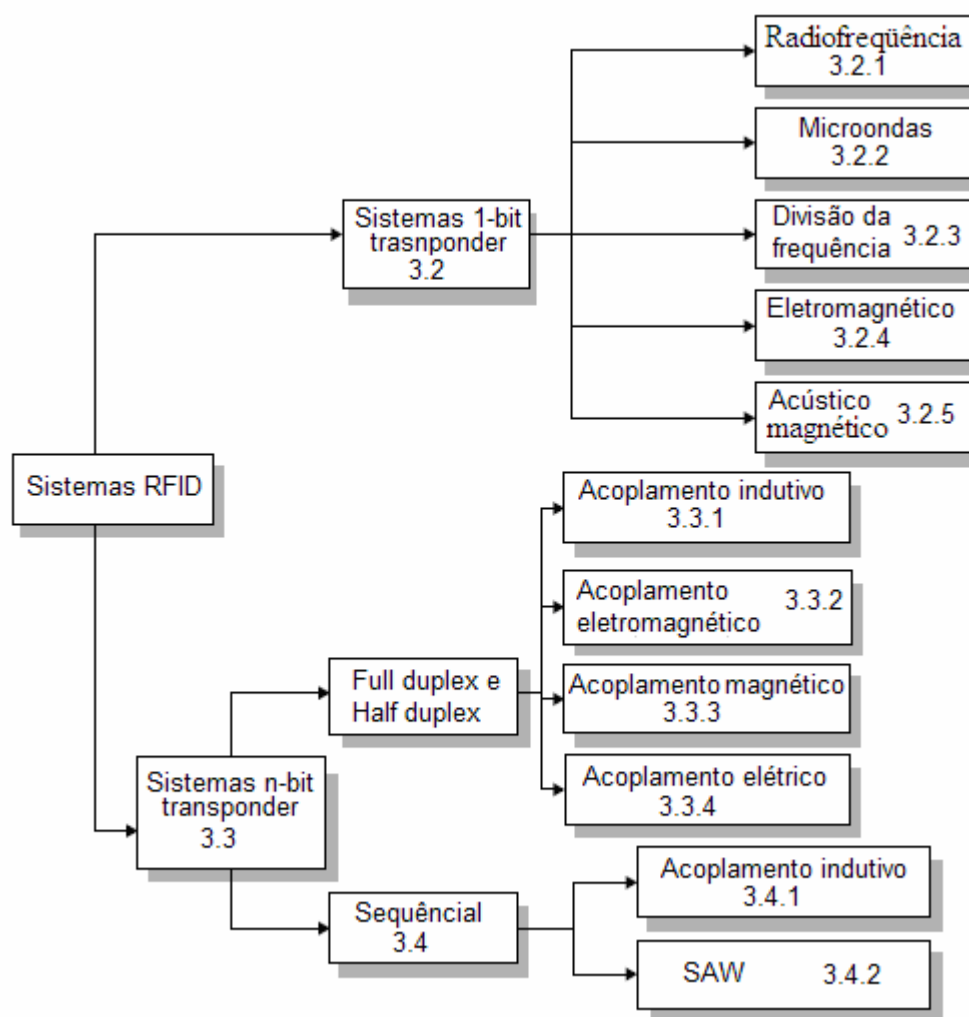 Radiofreqüência
3.2.1
Microondas
3.2.2
Sistemas 1-bit
trasnponder
3.2
Divisão da
frequência 3.2.3
Eletromagnético
3.2.4
Acústico
magnético 3.2.5
Sistemas RFID
Acoplamento indutivo
3.3.1
Acoplamento 3.3.2
eletromagnético
Full duplex e
Half duplex
Acoplamento magnético
3.3.3
Sistemas n-bit
transponder
3.3
Acoplamento elétrico
3.3.4
Sequêncial
3.4
Acoplamento indutivo
3.4.1
SAW 3.4.2